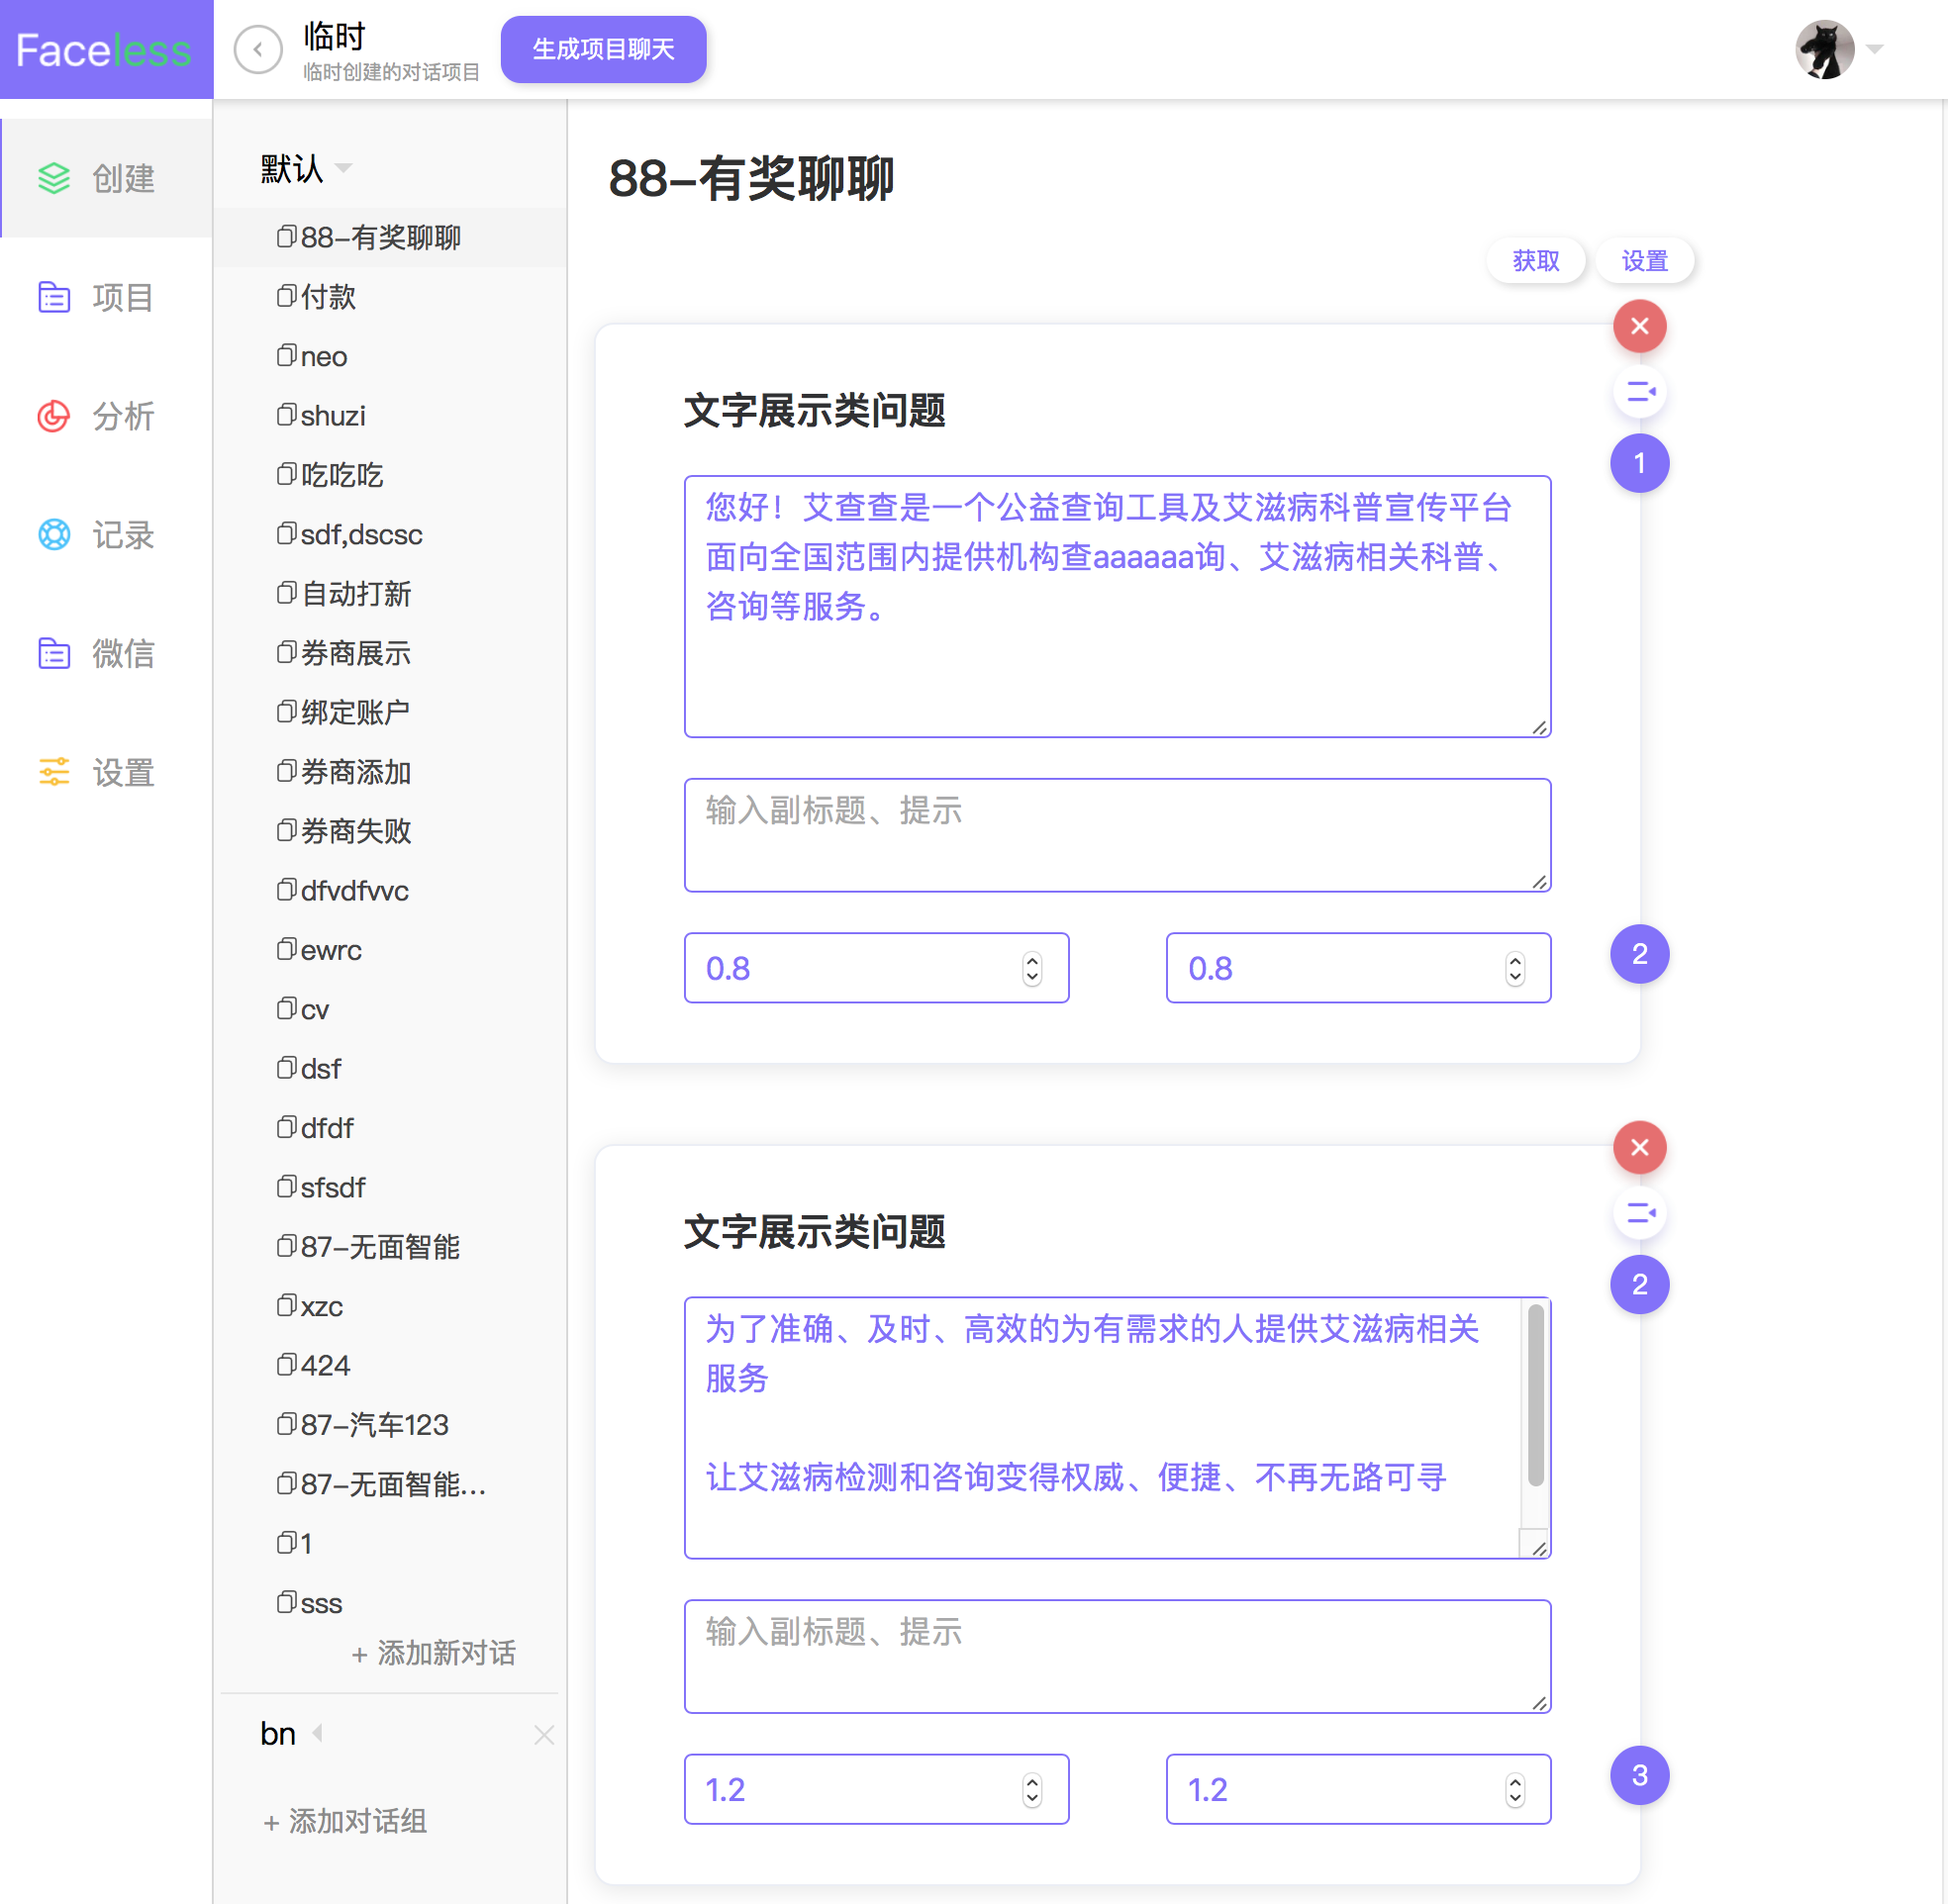 Faceless
临时
临时创建的对话项目
生成项目聊天
创建
项目
分析
记录
微信
设置
默认
88-有奖聊聊
付款
neo
shuzi
吃吃吃
sdf,dscsc
自动打新
券商展示
绑定账户
券商添加
券商失败
dfvdfvvc
ewrc
cv
dsf
dfdf
sfsdf
87-无面智能
xzc
424
87-汽车123
87-无面智能...
1
sss
+ 添加新对话
bn
+ 添加对话组
88-有奖聊聊
获取
设置
文字展示类问题
1
您好！艾查查是一个公益查询工具及艾滋病科普宣传平台
面向全国范围内提供机构查aaaaaa询、艾滋病相关科普、
咨询等服务。
输入副标题、提示
0.8
0.8
2
文字展示类问题
2
为了准确、及时、高效的为有需求的人提供艾滋病相关
服务
让艾滋病检测和咨询变得权威、便捷、不再无路可寻
输入副标题、提示
1.2
1.2
3